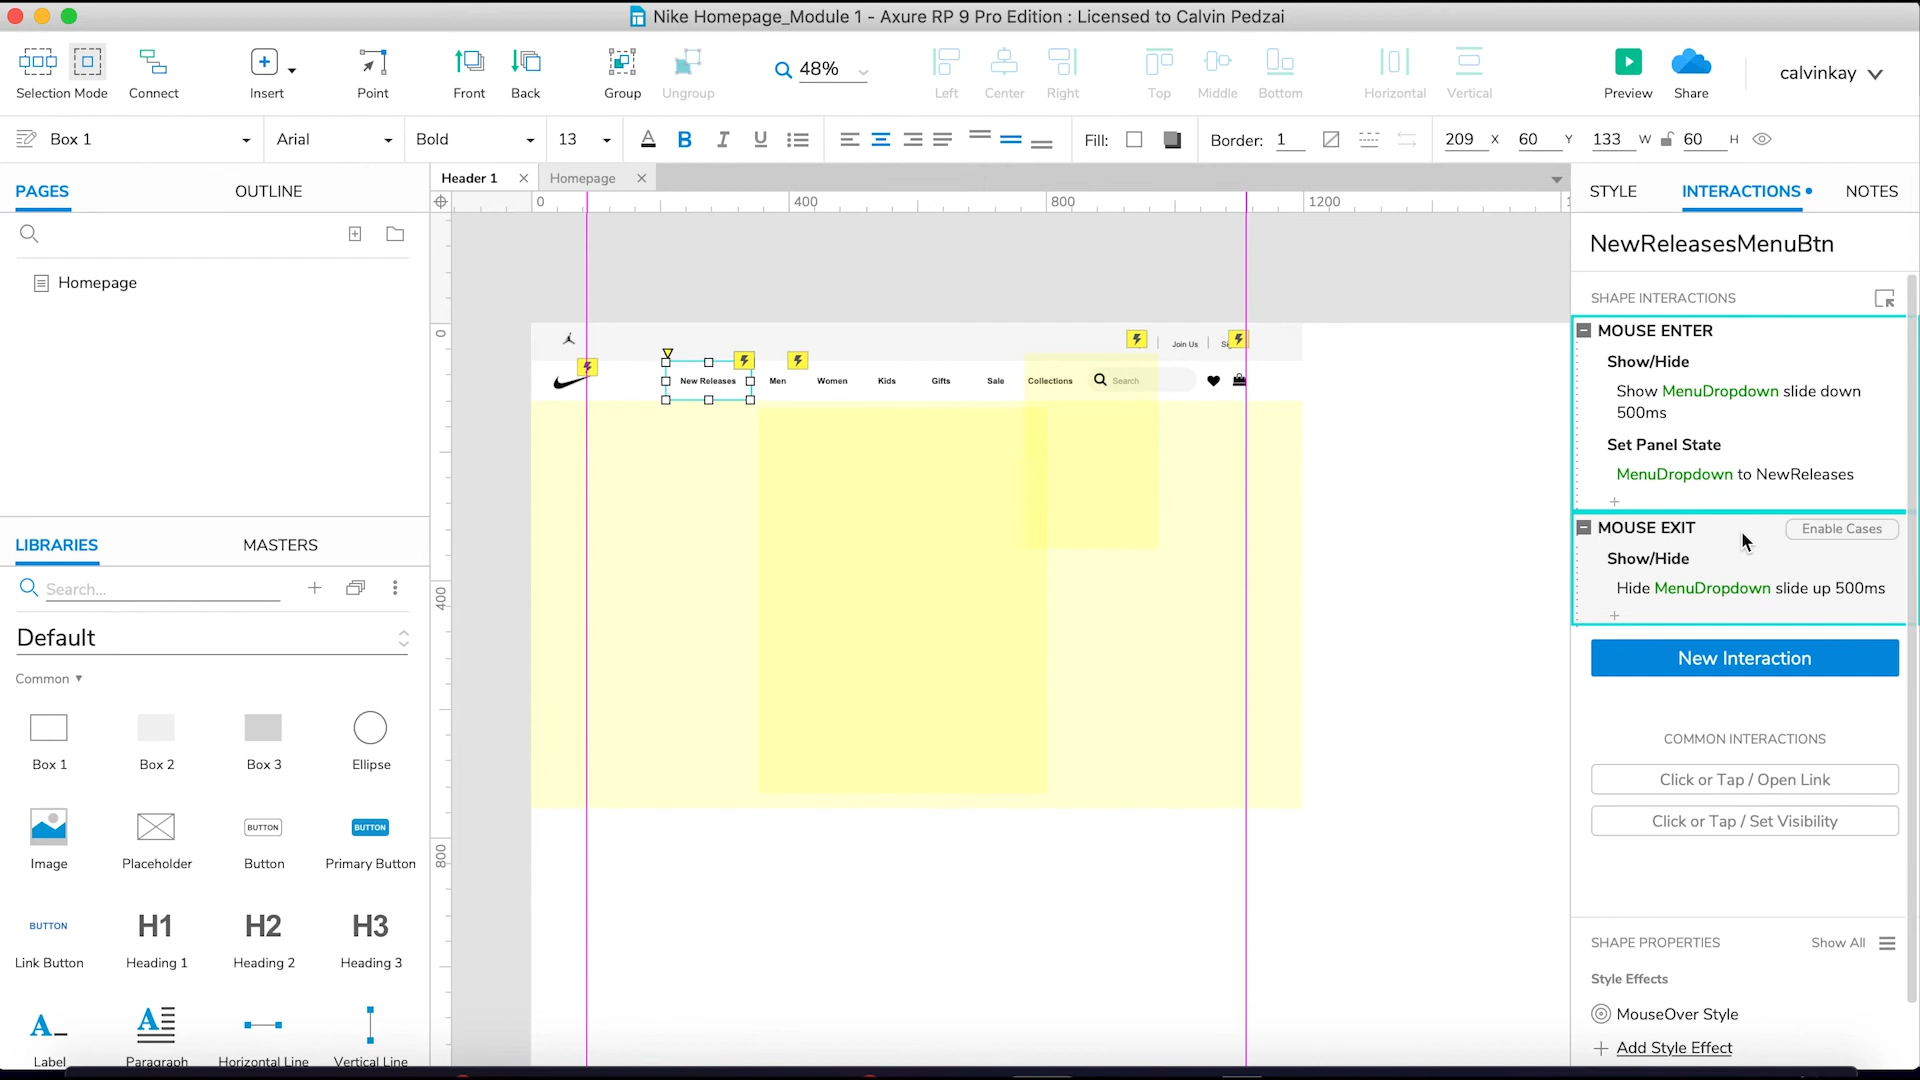 Nike Homepage_Module 1 - Axure RP 9 Pro Edition : Licensed to Calvin Pedzai
Selection Mode
Connect
Insert
Point
Front
Back
Group
Ungroup
48%
Left
Center
Right
Top
Middle
Bottom
Horizontal
Vertical
Preview
Share
calvinkay
Box 1
Arial
Bold
13
A
B
I
U
Fill:
Border: 1
209 X
60 Y
133 W
60 H
PAGES
OUTLINE
Header 1
Homepage
STYLE
INTERACTIONS
NOTES
0
400
800
1200
Homepage
NewReleasesMenuBtn
SHAPE INTERACTIONS
MOUSE ENTER
Show/Hide
Show MenuDropdown slide down
500ms
Set Panel State
MenuDropdown to NewReleases
MOUSE EXIT
Enable Cases
Show/Hide
Hide MenuDropdown slide up 500ms
New Interaction
COMMON INTERACTIONS
Click or Tap / Open Link
Click or Tap / Set Visibility
SHAPE PROPERTIES
Show All
Style Effects
MouseOver Style
Add Style Effect
0
400
800
Join Us
New Releases
Men
Women
Kids
Gifts
Sale
Collections
Search
LIBRARIES
MASTERS
Search...
Default
Common
Box 1
Box 2
Box 3
Ellipse
BUTTON
BUTTON
Image
Placeholder
Button
Primary Button
BUTTON
H1
H2
H3
Link Button
Heading 1
Heading 2
Heading 3
A
A
Label
Paragraph
Horizontal Line
Vertical Line